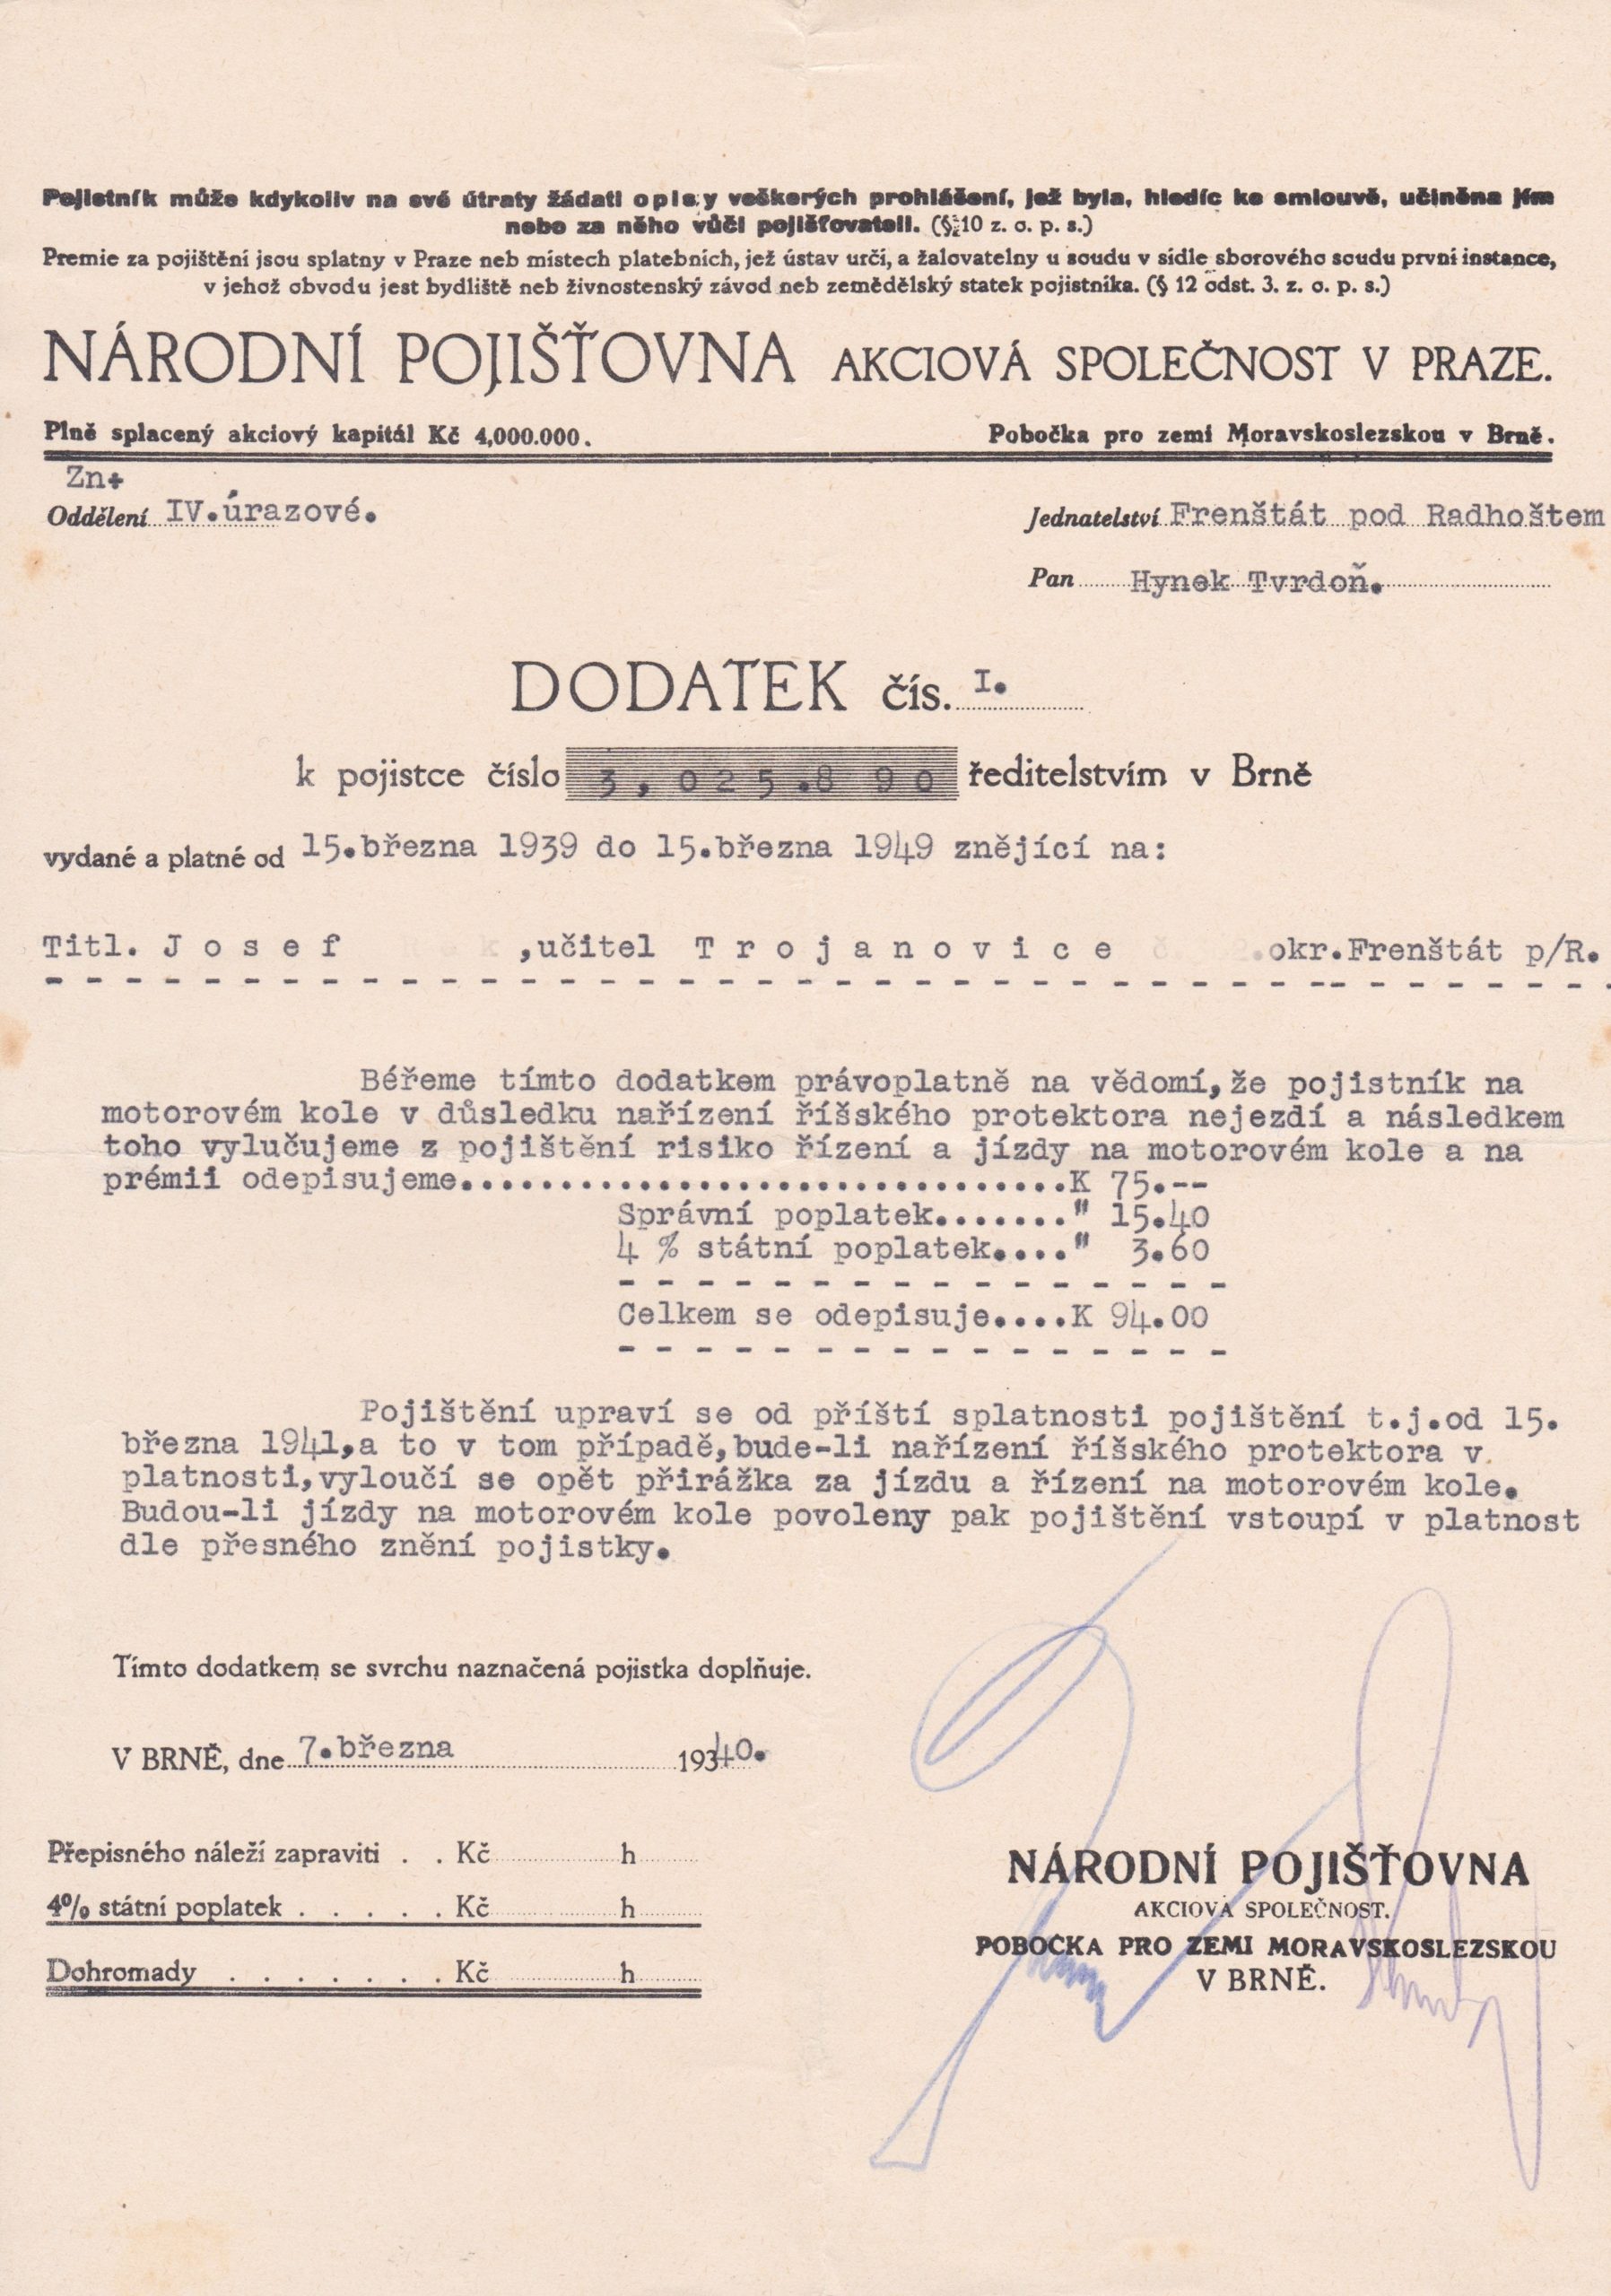 Pojistník může kdykoliv na své útraty žádati opisy veškerých prohlášení, jež byla, hledíc ke smlouvě, učiněna jím
nebo za něho vůči pojišťovateli. (§ 10 z. o. p. s.)
Premie za pojištění jsou splatny v Praze neb místech platebních, jež ústav určí, a žalovatelny u soudu v sídle sborového soudu první instance,
v jehož obvodu jest bydliště neb živnostenský závod neb zemědělský statek pojistníka. (§ 12 odst. 3. z. o. p. s.)
NÁRODNÍ POJIŠŤOVNA AKCIOVÁ SPOLEČNOST V PRAZE.
Plně splacený akciový kapitál Kč 4,000.000. Pobočka pro zemi Moravskoslezskou v Brně.
Zn+
Oddělení IV.úrazové. Jednatelství Frenštát pod Radhoštem
Pan Hynek Tvrdoň.
DODATEK čís. I.
k pojistce číslo 3,025.890 ředitelstvím v Brně
vydané a platné od 15.března 1939 do 15.března 1949 znějící na:
Titl. Josef ,učitel Trojanovice okr.Frenštát p/R.
Béřeme tímto dodatkem právoplatně na vědomí,že pojistník na
motorovém kole v důsledku nařízení říšského protektora nejezdí a následkem
toho vylučujeme z pojištění risiko řízení a jízdy na motorovém kole a na
prémii odepisujeme...............................K 75.--
Správní poplatek......." 15.40
4 % státní poplatek...." 3.60
Celkem se odepisuje....K 94.00
Pojištění upraví se od příští splatnosti pojištění t.j.od 15.
března 1941,a to v tom případě,bude-li nařízení říšského protektora v
platnosti,vyloučí se opět přirážka za jízdu a řízení na motorovém kole.
Budou-li jízdy na motorovém kole povoleny pak pojištění vstoupí v platnost
dle přesného znění pojistky.
Tímto dodatkem se svrchu naznačená pojistka doplňuje.
V BRNĚ, dne 7.března 1940.
Přepisného náleží zapraviti . . Kč h
4% státní poplatek . . . . . Kč h
Dohromady . . . . . . . Kč h
NÁRODNÍ POJIŠŤOVNA
AKCIOVÁ SPOLEČNOST.
POBOČKA PRO ZEMI MORAVSKOSLEZSKOU
V BRNĚ.